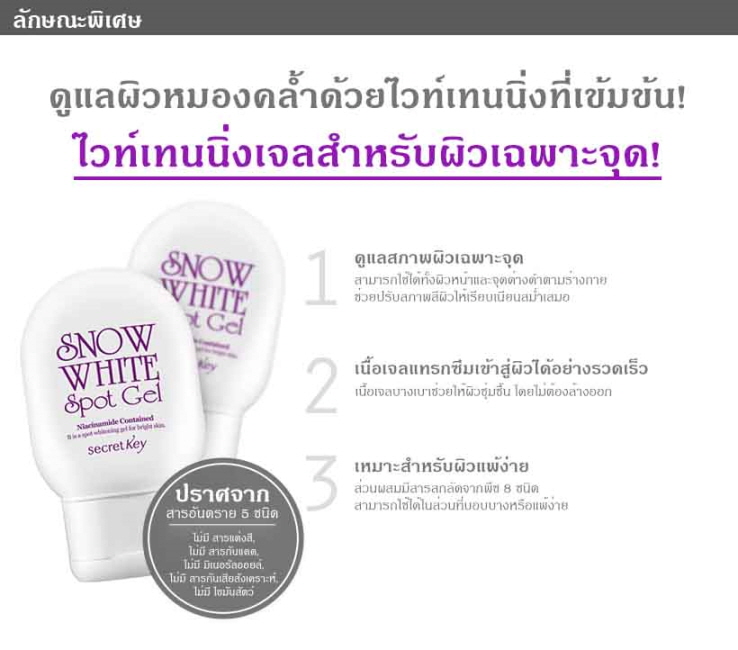 ลักษณะพิเศษ
ดูแลผิวหมองคล้ำด้วยไวท์เทนนิ่งที่เข้มข้น!
ไวท์เทนนิ่งเจลสำหรับผิวเฉพาะจุด!
SNOW
WHITE
Spot Gel
Niacinamide Contained
It is a spot whitening gel for bright skin.
secret Key
SNOW
WHITE
ot Gel
Contained
Key
1
ดูแลสภาพผิวเฉพาะจุด
สามารถใช้ได้ทั้งผิวหน้าและจุดด่างดำตามร่างกาย
ช่วยปรับสภาพสีผิวให้เรียบเนียนสม่ำเสมอ
2
เนื้อเจลแทรกซึมเข้าสู่ผิวได้อย่างรวดเร็ว
เนื้อเจลบางเบาช่วยให้ผิวชุ่มชื้น โดยไม่ต้องล้างออก
3
เหมาะสำหรับผิวแพ้ง่าย
ส่วนผสมมีสารสกลัดจากพืช 8 ชนิด
สามารถใช้ได้ในส่วนที่บอบบางหรือแพ้ง่าย
ปราศจาก
สารอันตราย 5 ชนิด
ไม่มี สารแต่งสี,
ไม่มี สารกันแดด,
ไม่มี มิเนอรัลออยล์,
ไม่มี สารกันเสียสังเคราะห์,
ไม่มี ไขมันสัตว์